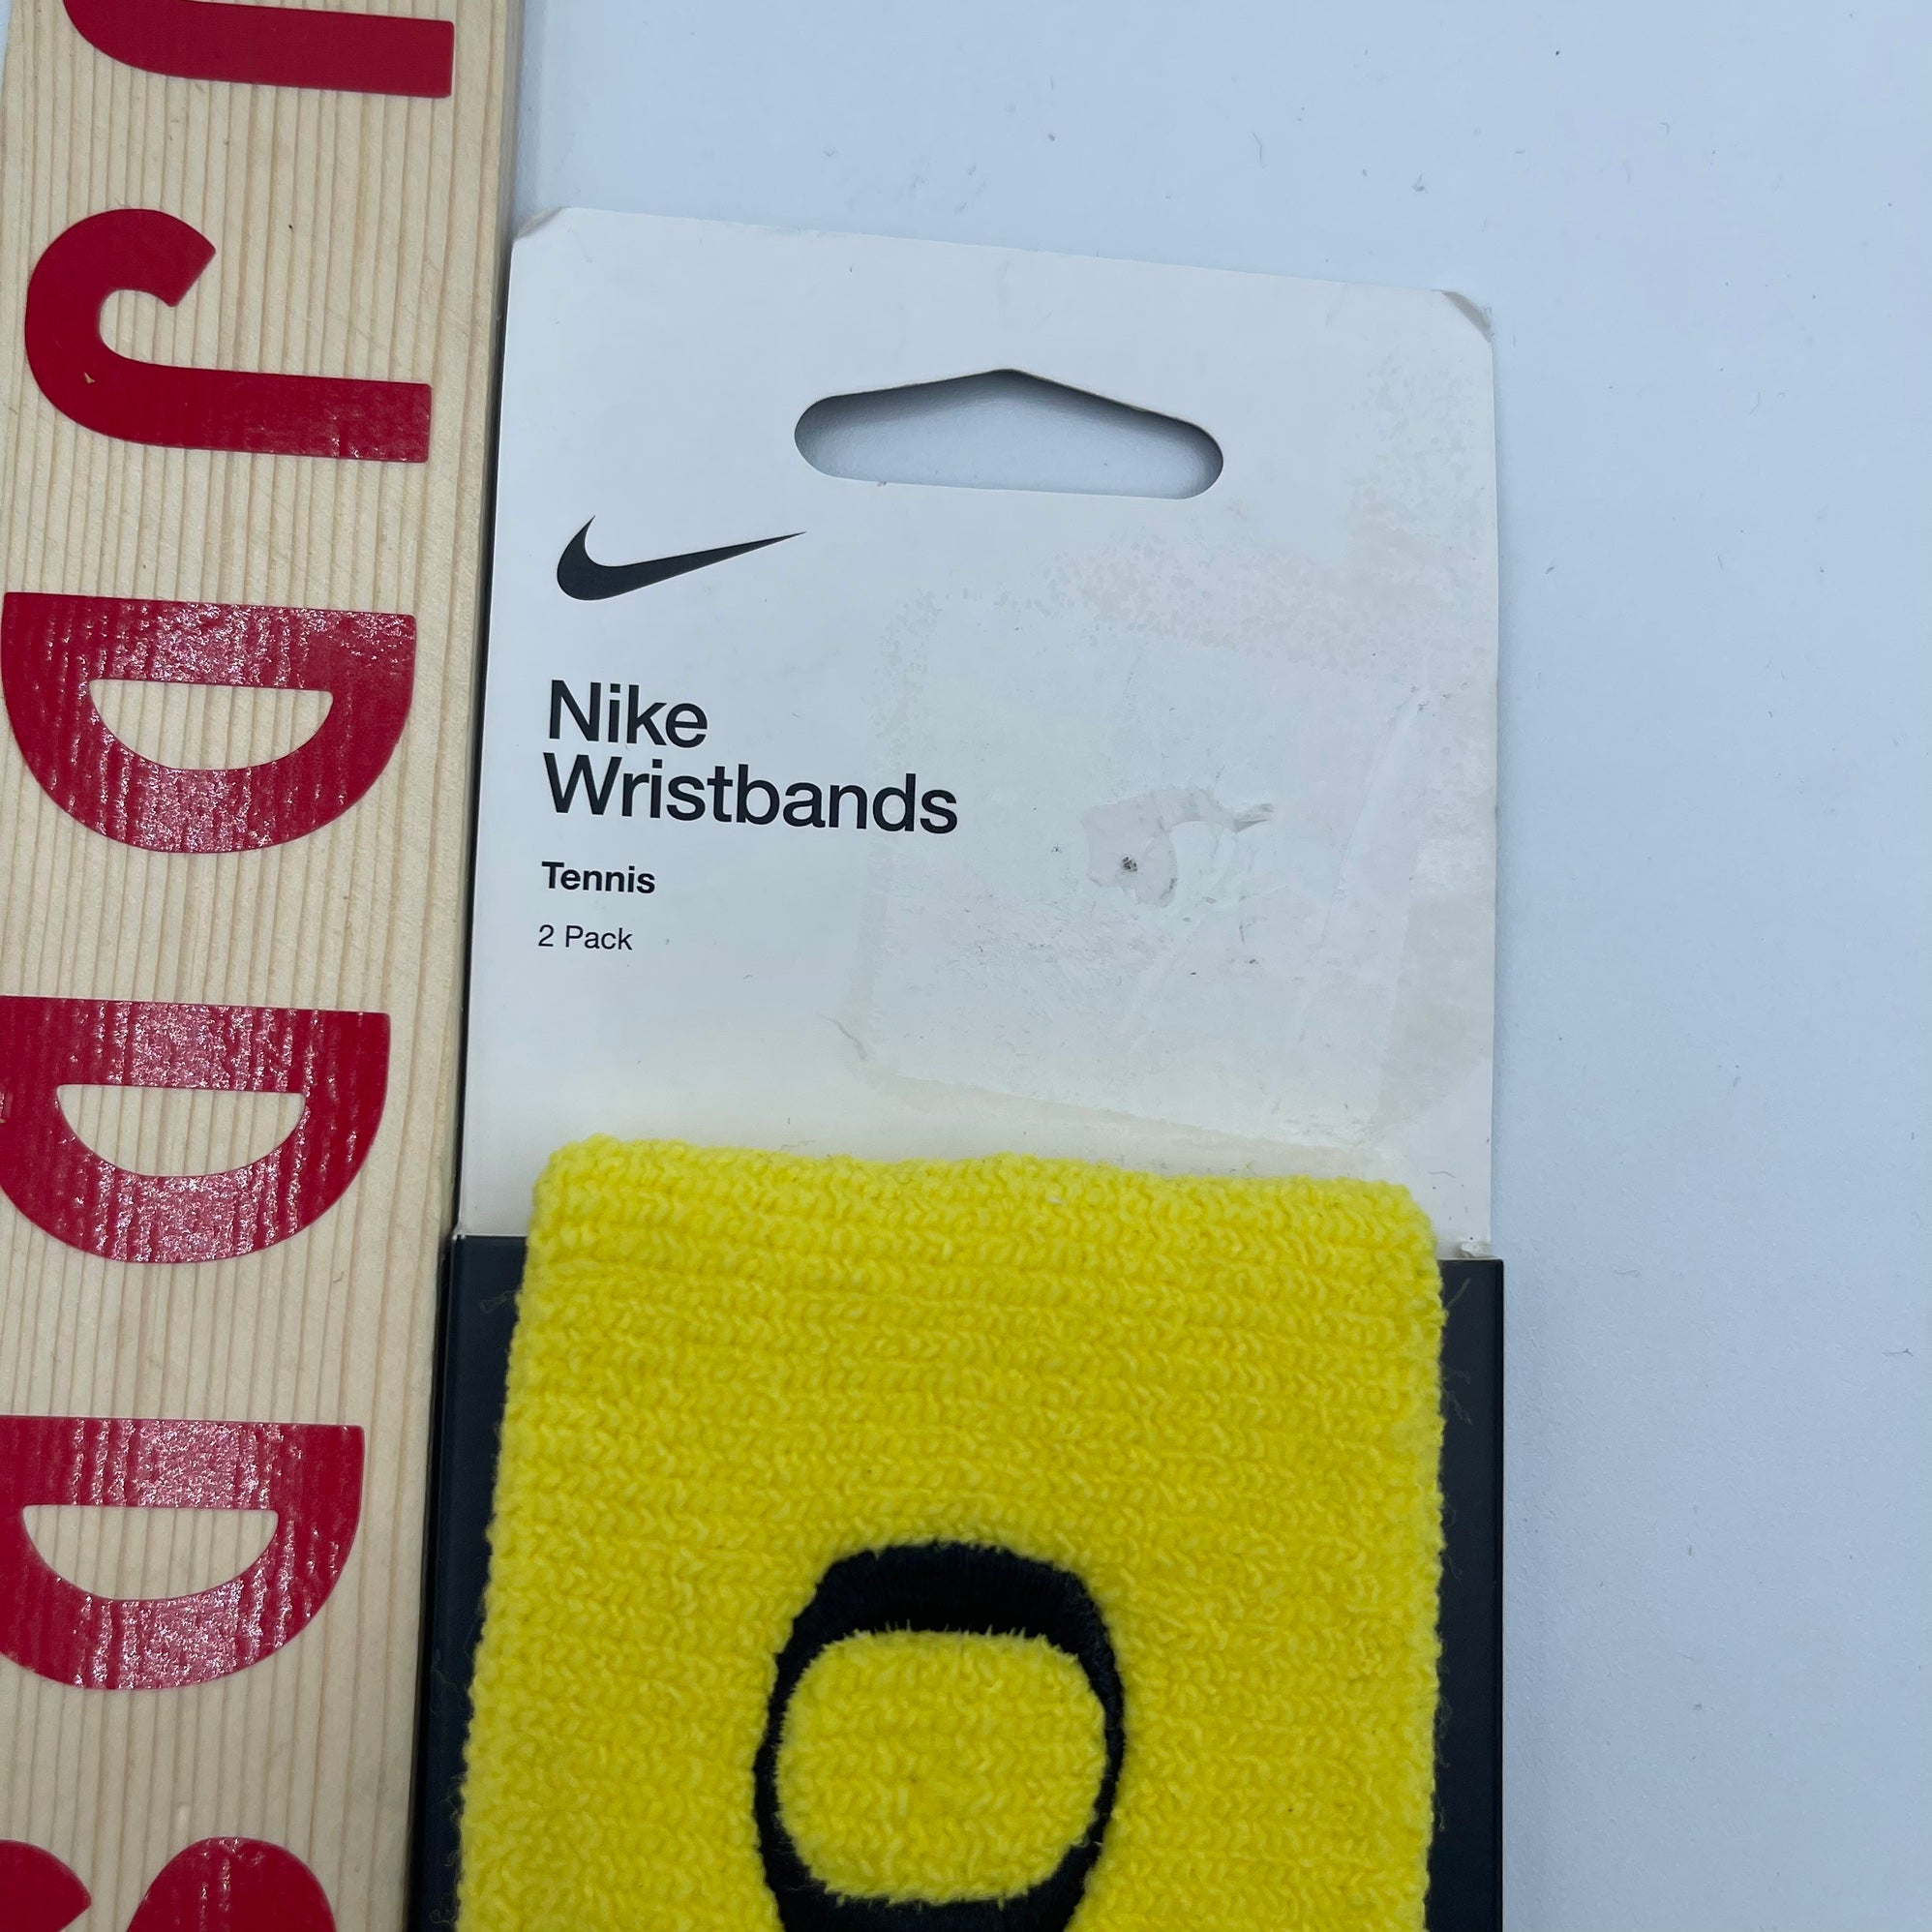 Nike
Wristbands
Tennis
2 Pack
J
J
D
D
D